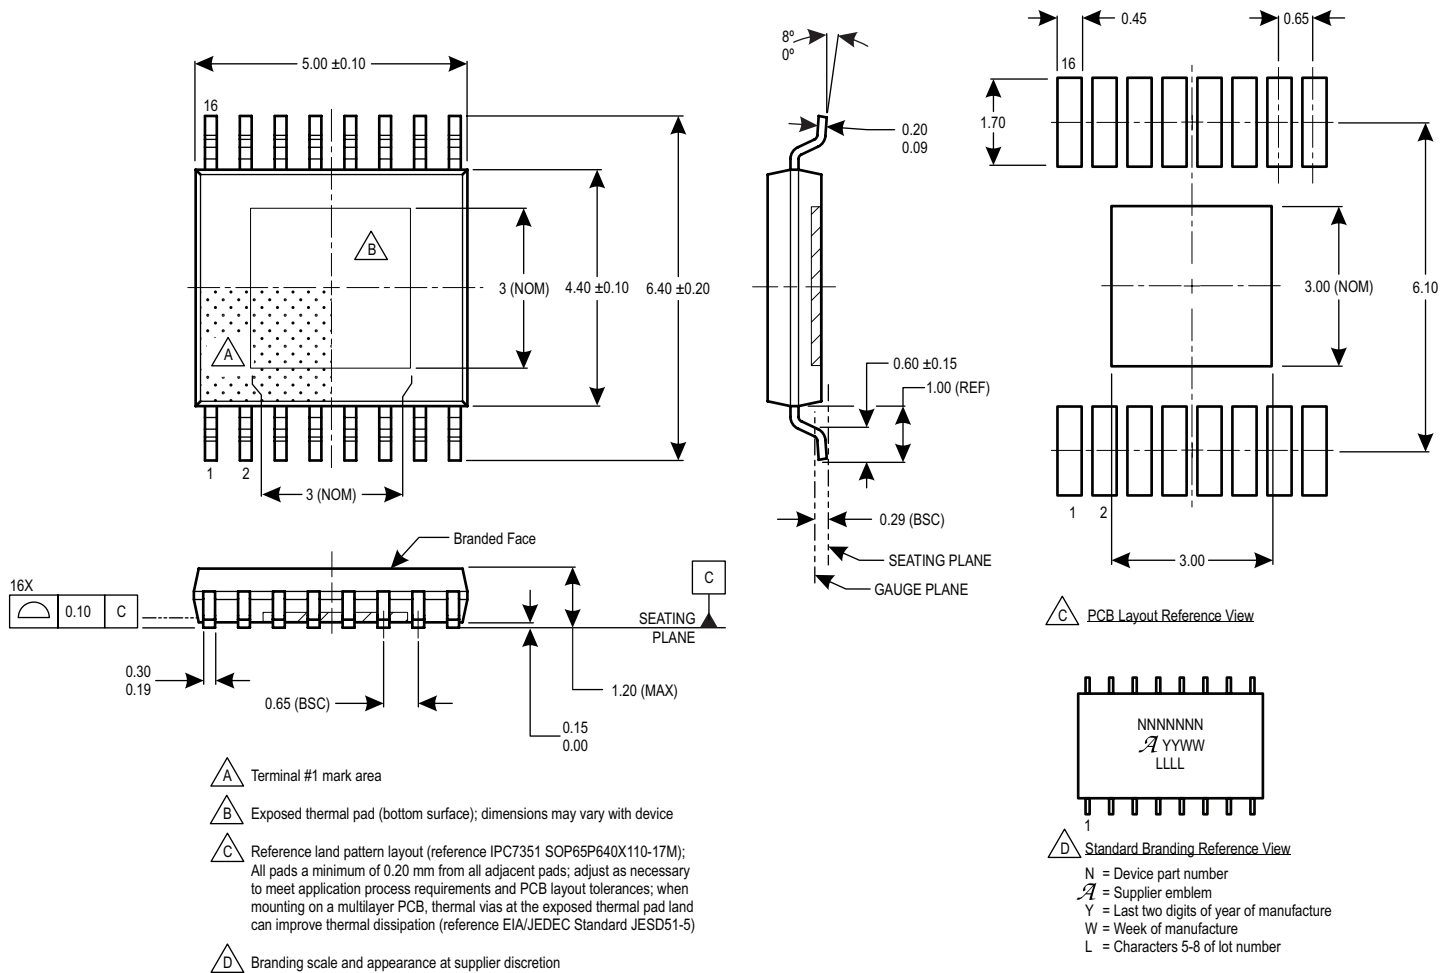 5.00 ±0.10
16
B
A
3 (NOM)
4.40 ±0.10
6.40 ±0.20
1
2
3 (NOM)
8º
0º
0.20
0.09
0.60 ±0.15
1.00 (REF)
0.29 (BSC)
SEATING PLANE
GAUGE PLANE
0.45
0.65
16
1.70
3.00 (NOM)
6.10
1
2
3.00
C PCB Layout Reference View
Branded Face
16X
0.10 C
C
SEATING
PLANE
0.30
0.19
0.65 (BSC)
1.20 (MAX)
0.15
0.00
A Terminal #1 mark area
B Exposed thermal pad (bottom surface); dimensions may vary with device
C Reference land pattern layout (reference IPC7351 SOP65P640X110-17M);
All pads a minimum of 0.20 mm from all adjacent pads; adjust as necessary
to meet application process requirements and PCB layout tolerances; when
mounting on a multilayer PCB, thermal vias at the exposed thermal pad land
can improve thermal dissipation (reference EIA/JEDEC Standard JESD51-5)
D Branding scale and appearance at supplier discretion
NNNNNNN
A YYWW
LLLL
1
D Standard Branding Reference View
N = Device part number
A = Supplier emblem
Y = Last two digits of year of manufacture
W = Week of manufacture
L = Characters 5-8 of lot number